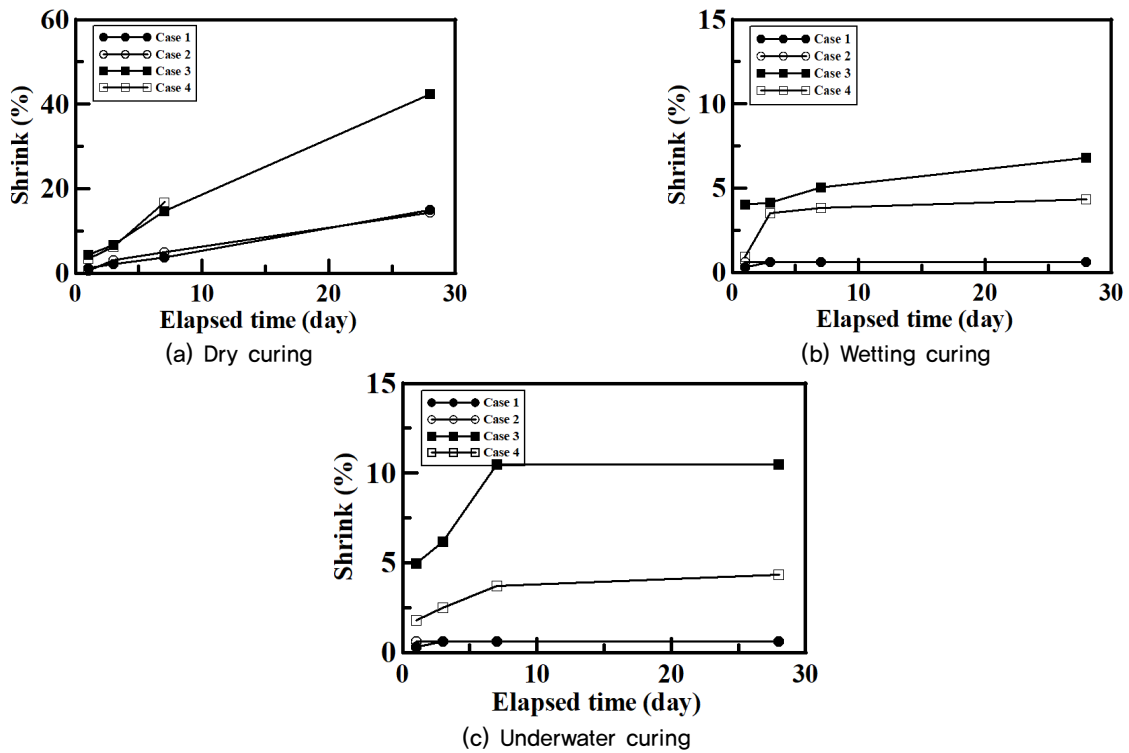 60
40
20
0
Shrink (%)
Case 1
Case 2
Case 3
Case 4
0 10 20 30
Elapsed time (day)
(a) Dry curing
15
10
5
0
Shrink (%)
Case 1
Case 2
Case 3
Case 4
0 10 20 30
Elapsed time (day)
(b) Wetting curing
15
10
5
0
Shrink (%)
Case 1
Case 2
Case 3
Case 4
0 10 20 30
Elapsed time (day)
(c) Underwater curing